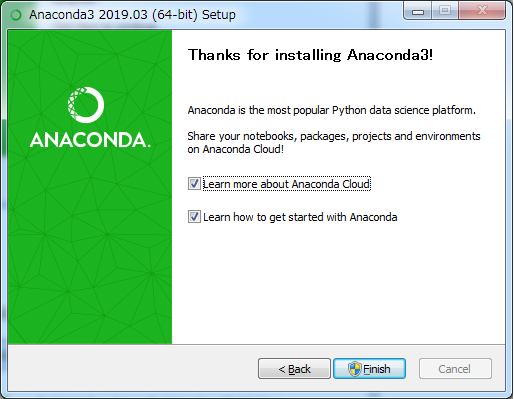 Anaconda3 2019.03 (64-bit) Setup
ANACONDA.
Thanks for installing Anaconda3!
Anaconda is the most popular Python data science platform.
Share your notebooks, packages, projects and environments
on Anaconda Cloud!
Learn more about Anaconda Cloud
Learn how to get started with Anaconda
< Back
Finish
Cancel